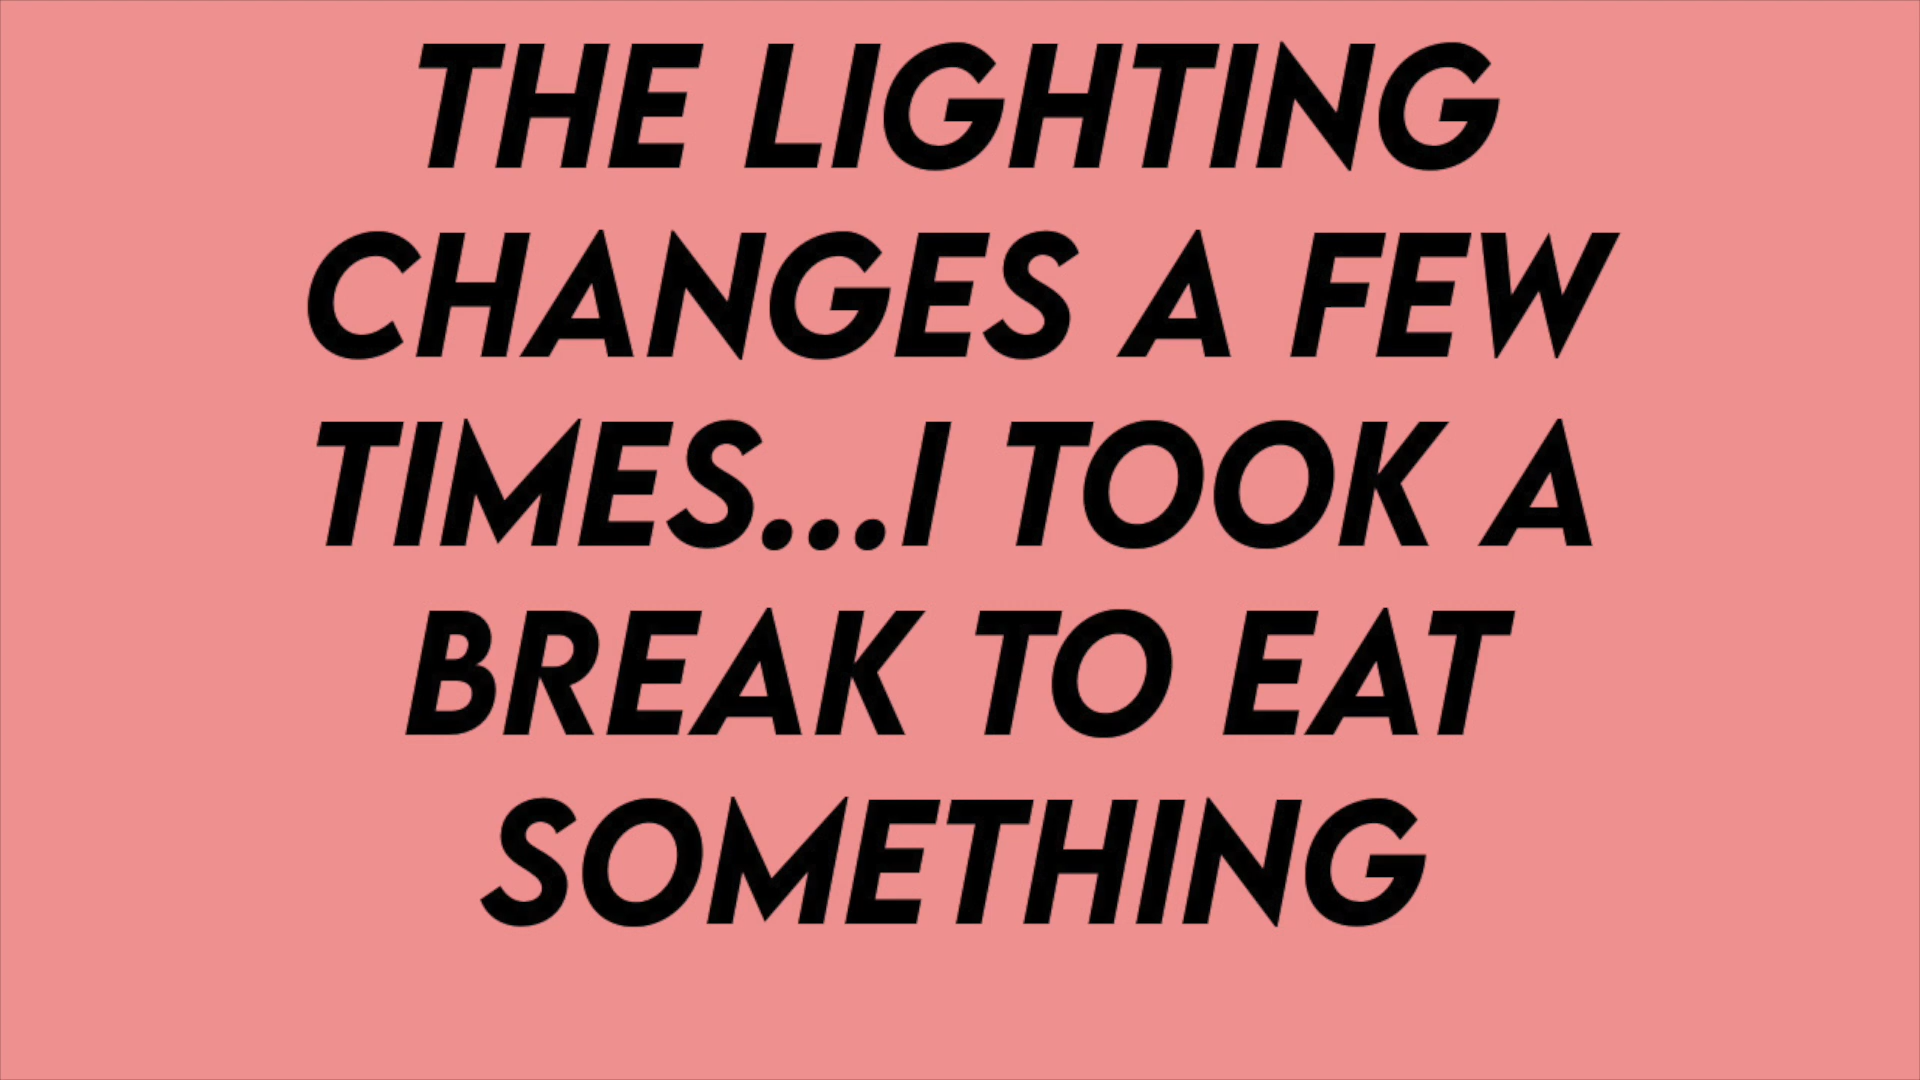 THE LIGHTING
CHANGES A FEW
TIMES...I TOOK A
BREAK TO EAT
SOMETHING